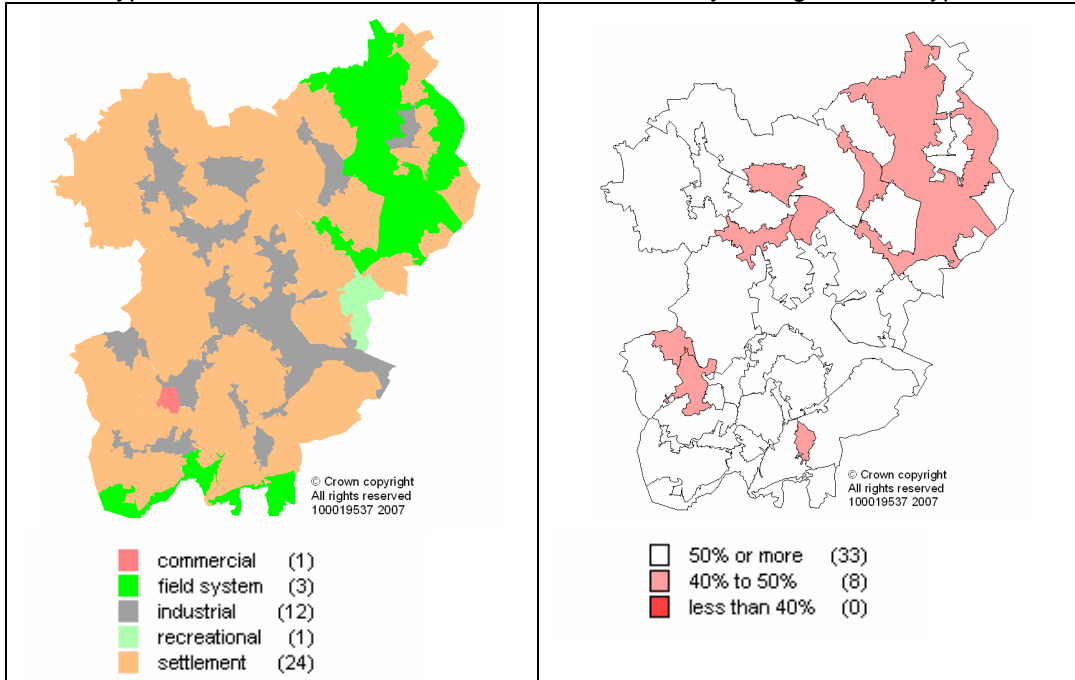 © Crown copyright
All rights reserved
100019537 2007
commercial (1)
field system (3)
industrial (12)
recreational (1)
settlement (24)
© Crown copyright
All rights reserved
100019537 2007
50% or more (33)
40% to 50% (8)
less than 40% (0)